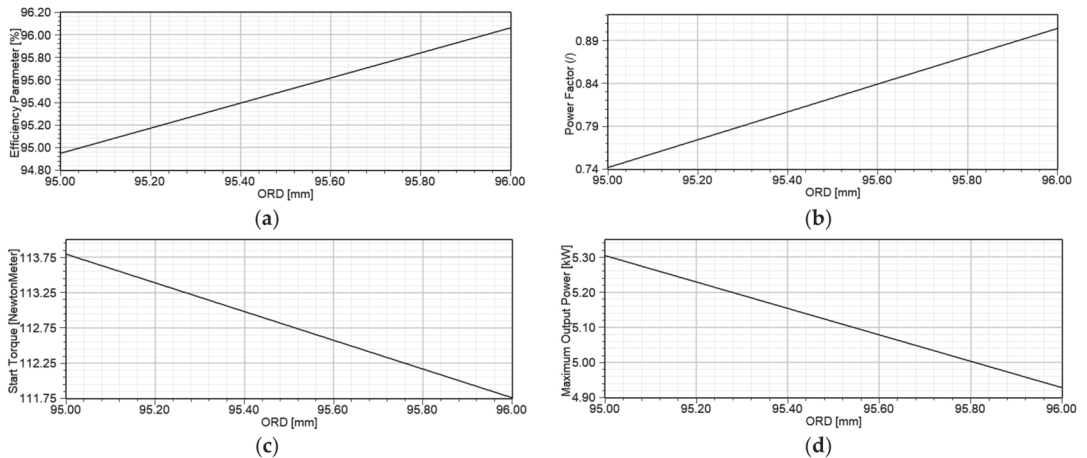 96.20
96.00
95.80
95.60
95.40
95.20
95.00
94.80
Efficiency Parameter [%]
95.00 95.20 95.40 95.60 95.80 96.00
ORD [mm]
(a)
0.89
0.84
0.79
0.74
Power Factor (/)
95.00 95.20 95.40 95.60 95.80 96.00
ORD [mm]
(b)
113.75
113.25
112.75
112.25
111.75
Start Torque [NewtonMeter]
95.00 95.20 95.40 95.60 95.80 96.00
ORD [mm]
(c)
5.30
5.20
5.10
5.00
4.90
Maximum Output Power [kW]
95.00 95.20 95.40 95.60 95.80 96.00
ORD [mm]
(d)